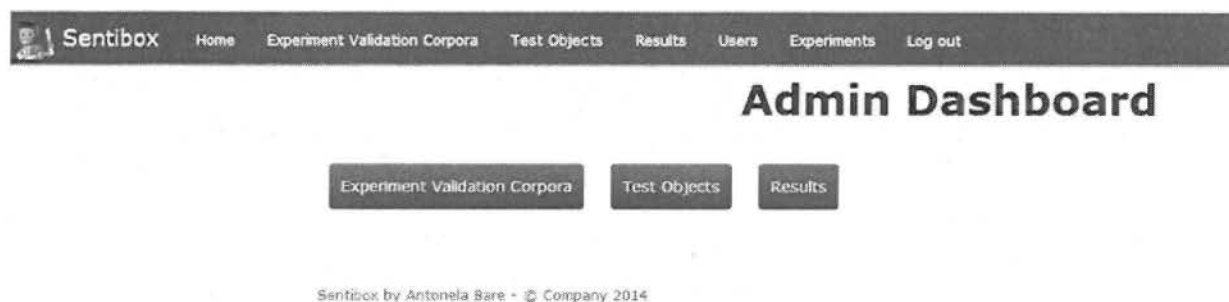 Sentibox Home Experiment Validation Corpora Test Objects Results Users Experiments Log out
Admin Dashboard
Experiment Validation Corpora Test Objects Results
Sentibox by Antonela Bare - © Company 2014